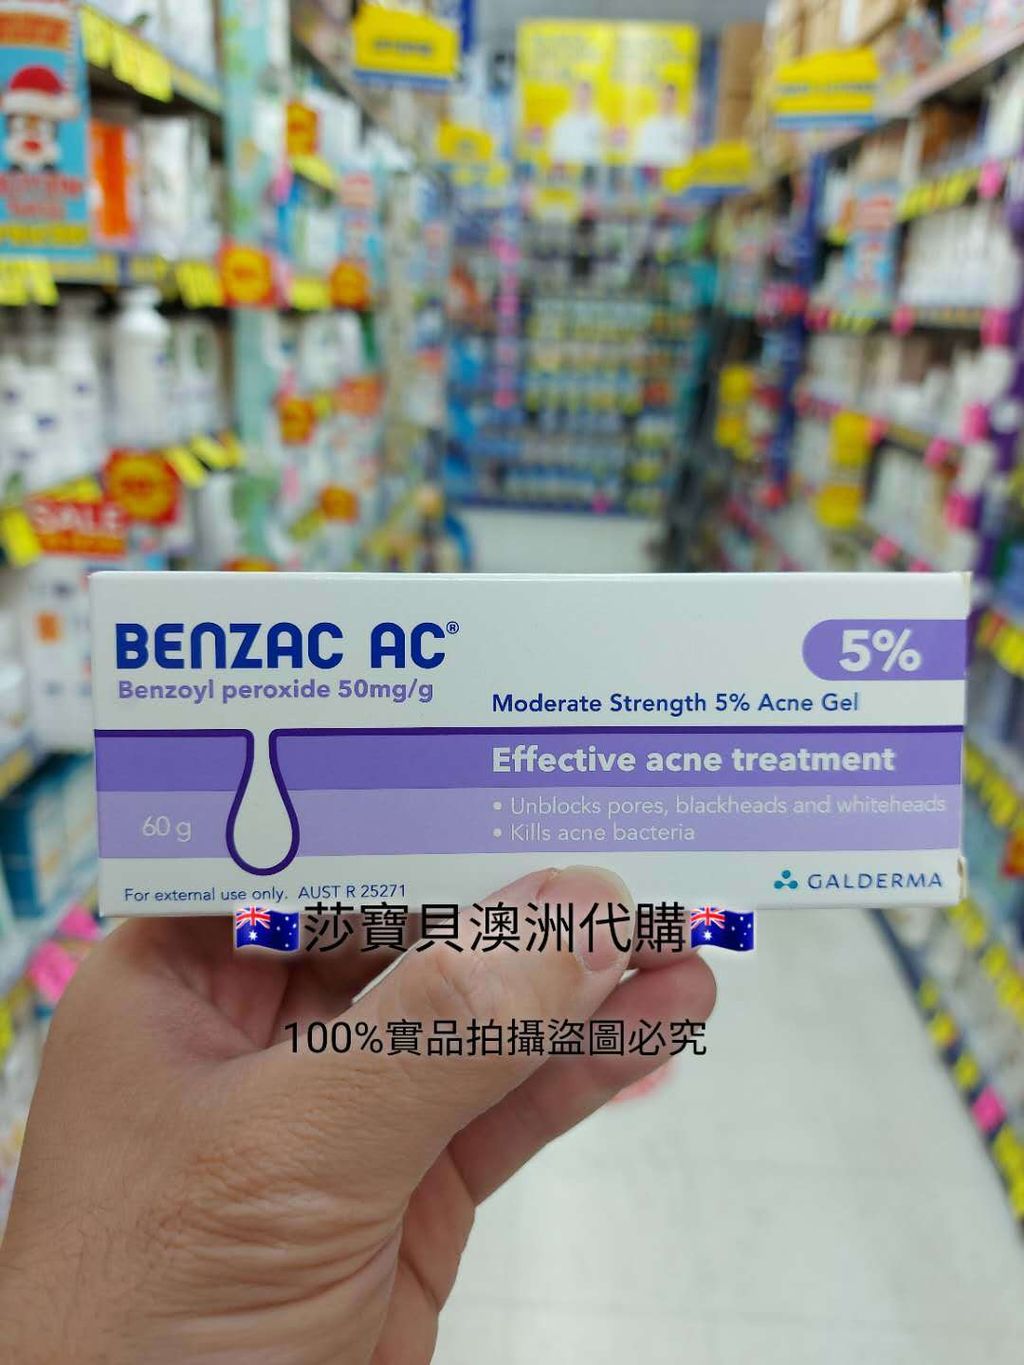 SALE
BENZAC AC®
5%
Benzoyl peroxide 50mg/g
Moderate Strength 5% Acne Gel
Effective acne treatment
• Unblocks pores, blackheads and whiteheads
• Kills acne bacteria
60 g
For external use only. AUST R 25271
GALDERMA
🇦🇺莎寶貝澳洲代購🇦🇺
100%實品拍攝盜圖必究